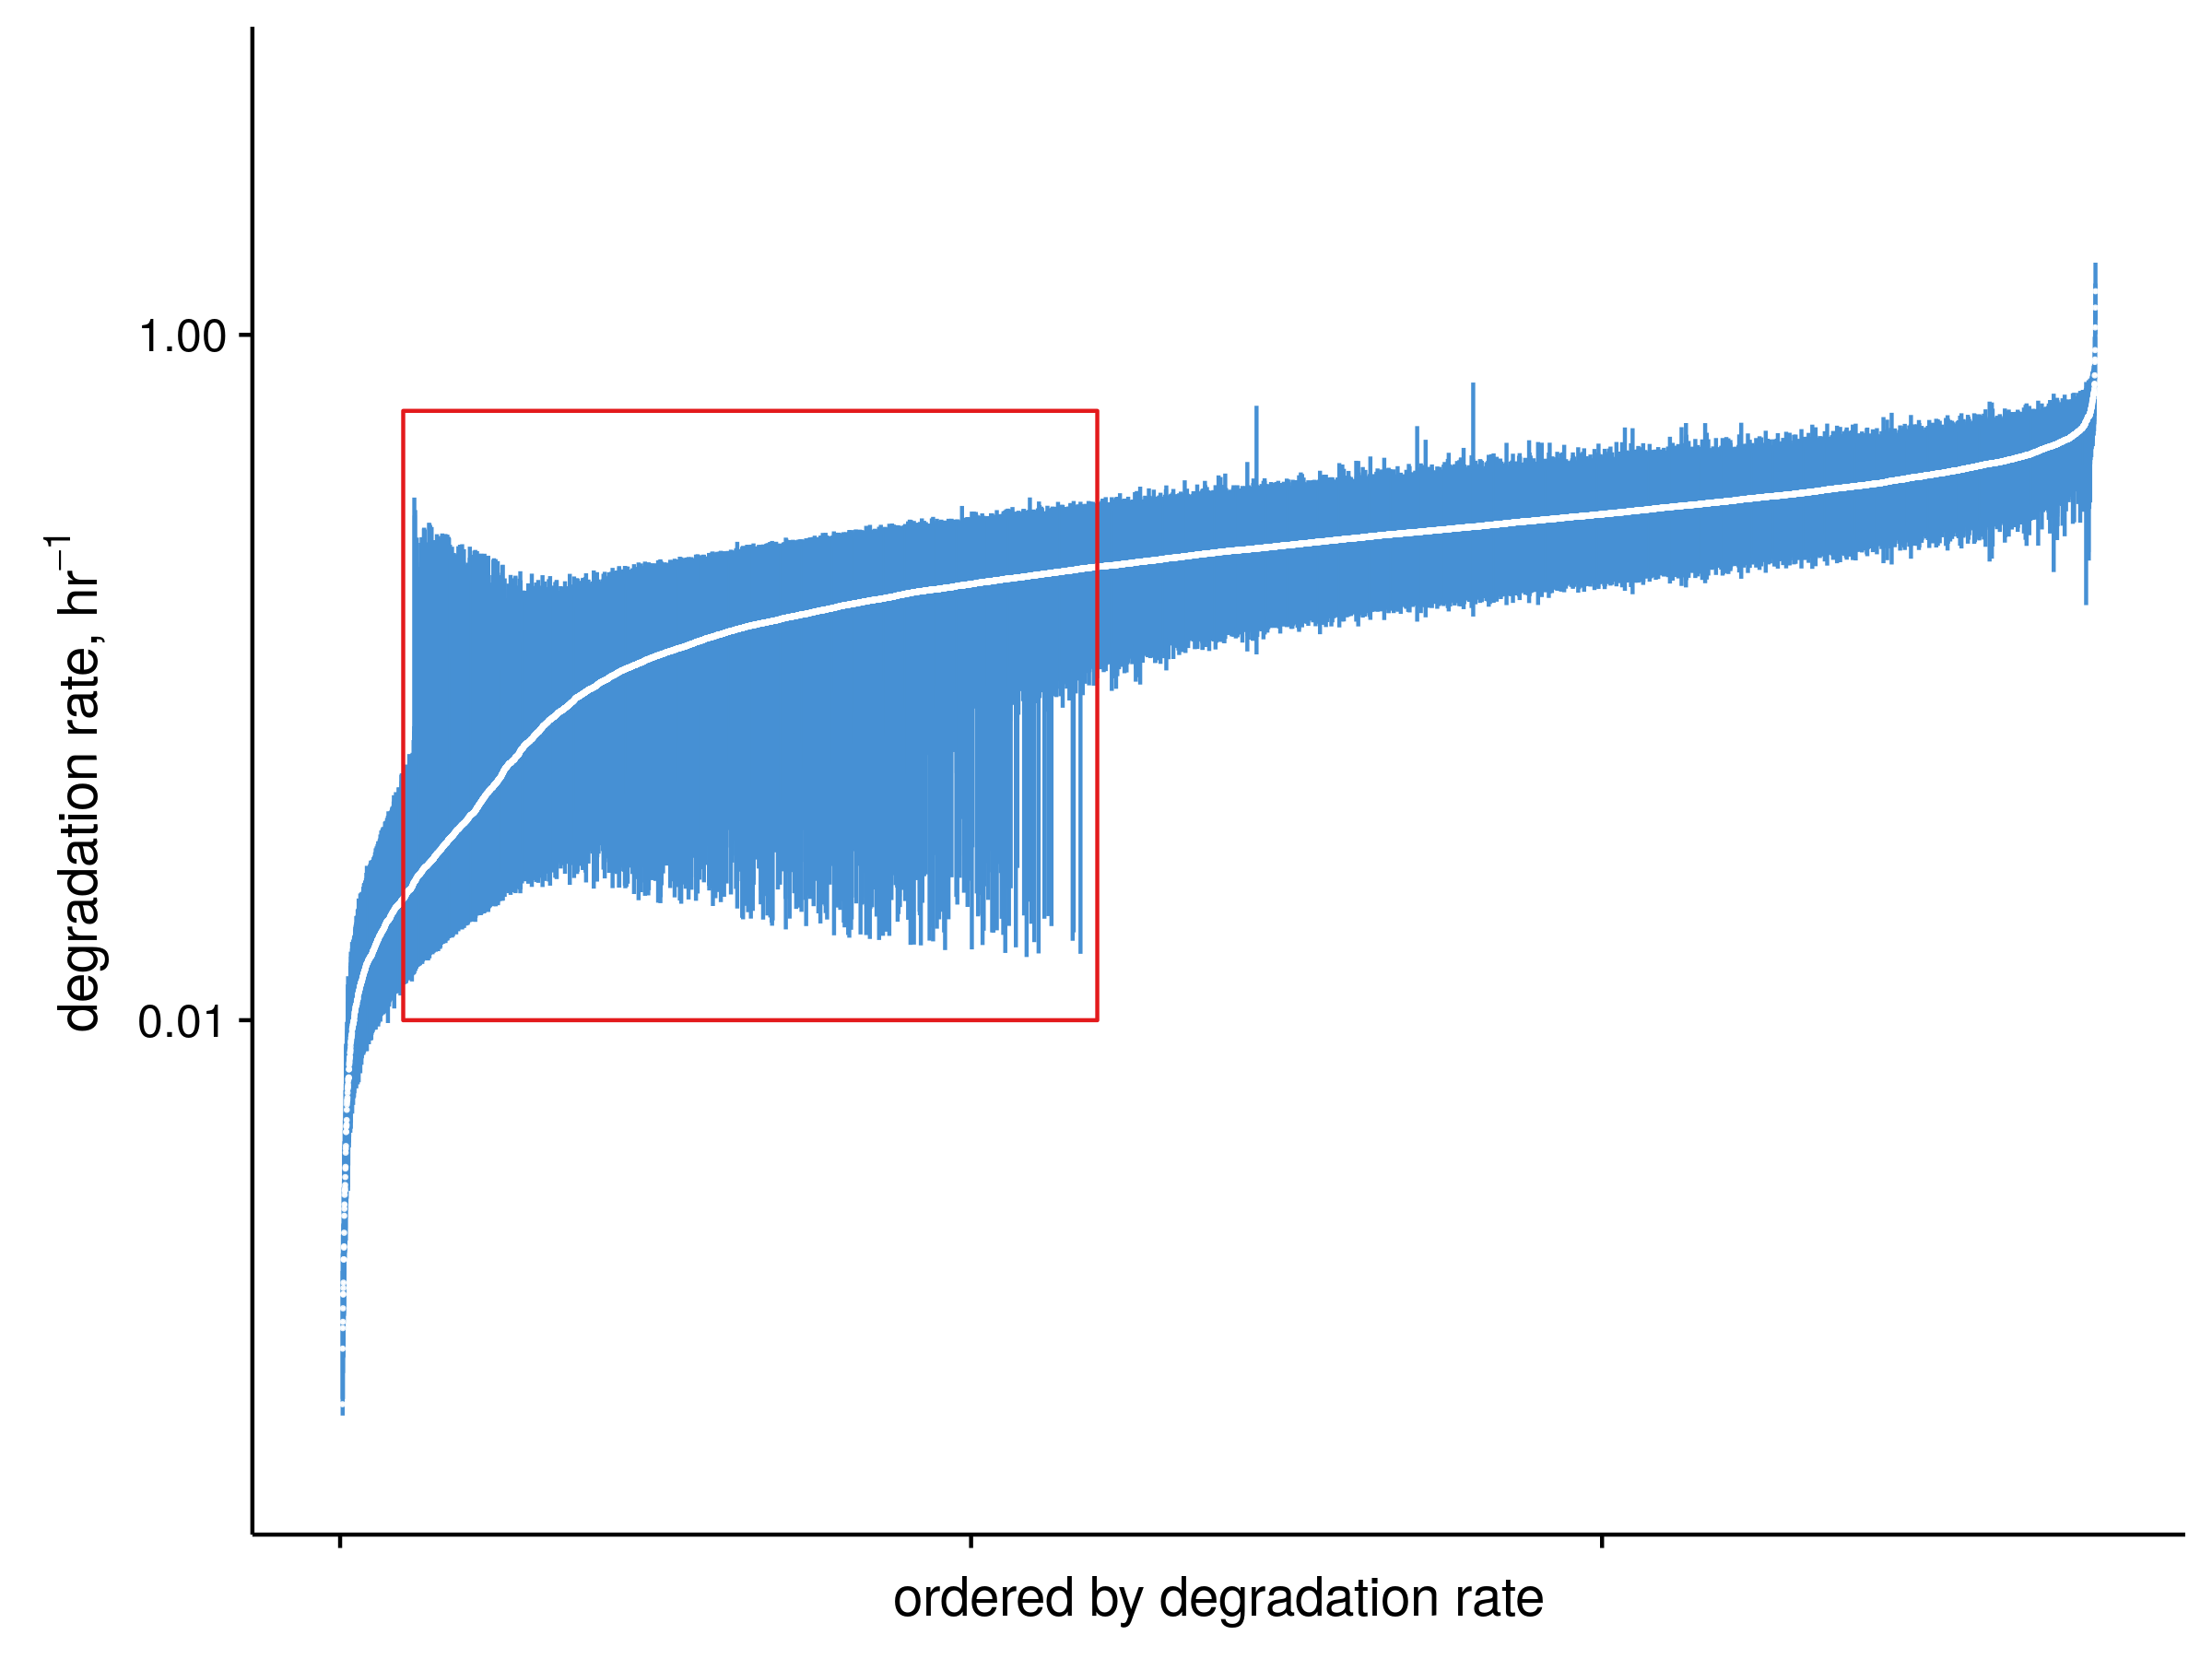 degradation rate, hr⁻¹
1.00
0.01
ordered by degradation rate